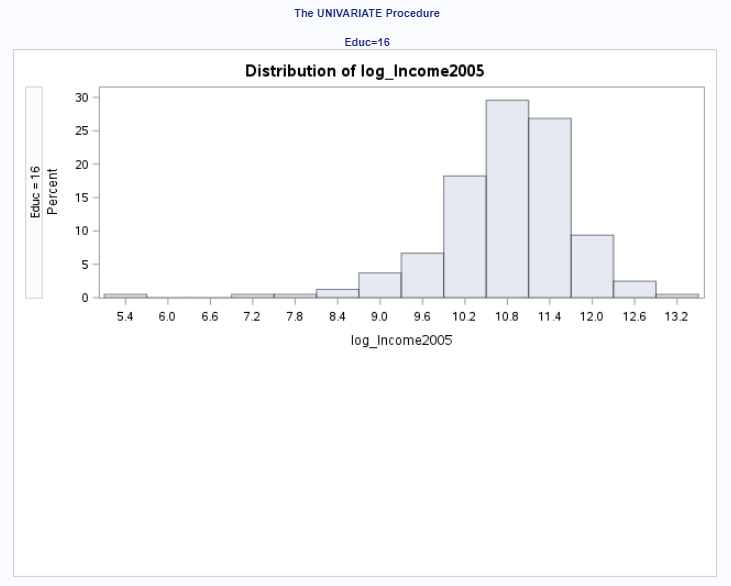 The UNIVARIATE Procedure
Educ=16
Distribution of log_Income2005
Educ = 16
Percent
30
25
20
15
10
5
0
5.4 6.0 6.6 7.2 7.8 8.4 9.0 9.6 10.2 10.8 11.4 12.0 12.6 13.2
log_Income2005